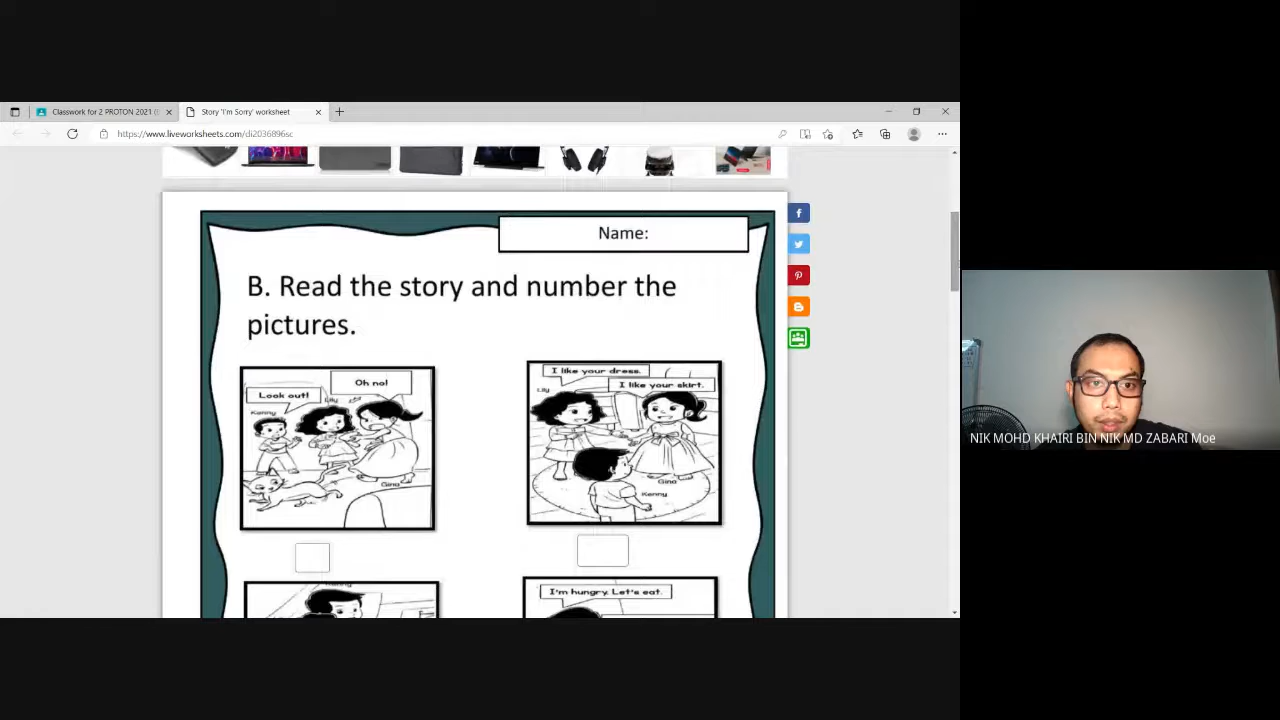 Classwork for 2 PROTON 2021 (
Story 'I'm Sorry' worksheet
https://www.liveworksheets.com/di2036896sc
Name:
B. Read the story and number the
pictures.
Oh no!
Look out!
Lily
Kenny
Gina
I like your dress.
I like your skirt.
Lily
Gina
Kenny
I'm hungry. Let's eat.
NIK MOHD KHAIRI BIN NIK MD ZABARI Moe